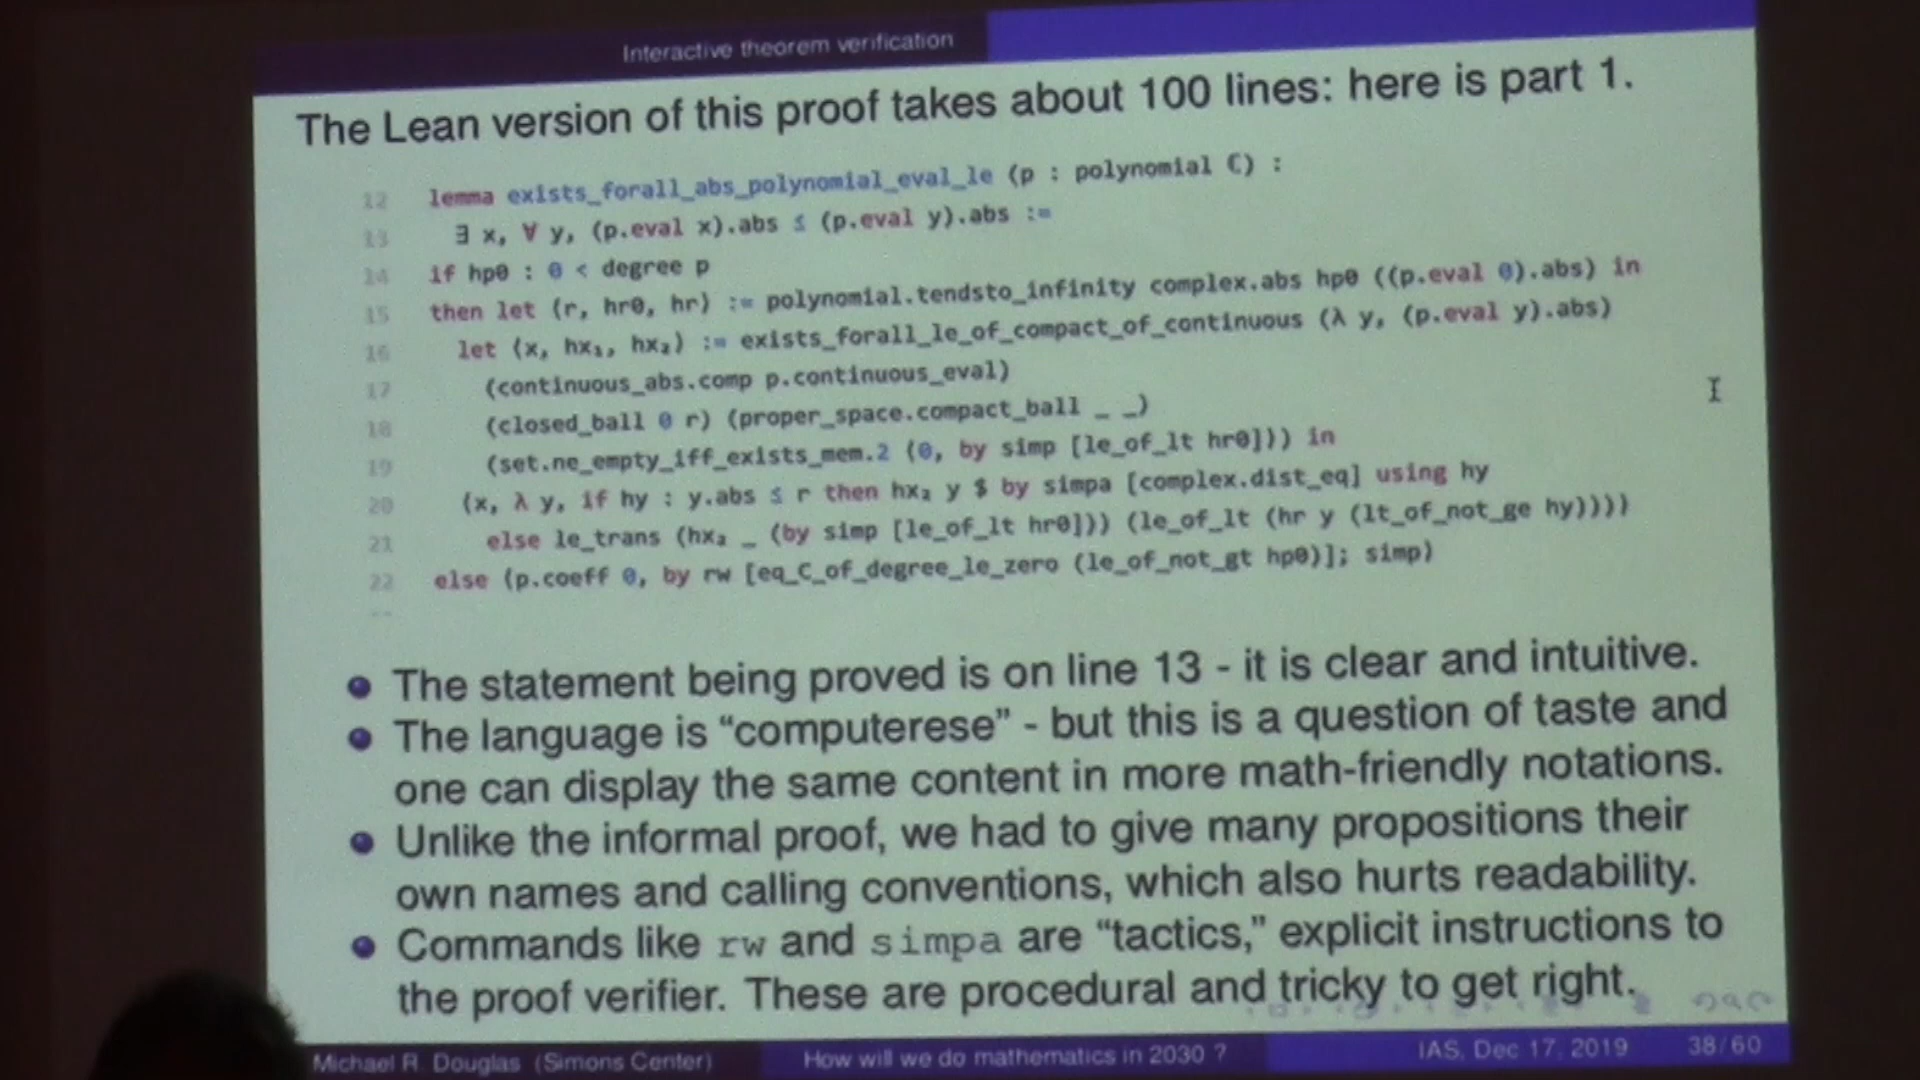 Interactive theorem verification
The Lean version of this proof takes about 100 lines: here is part 1.
12 lemma exists_forall_abs_polynomial_eval_le (p : polynomial ℂ) :
13 ∃ x, ∀ y, (p.eval x).abs ≤ (p.eval y).abs :=
14 if hp0 : 0 < degree p
15 then let ⟨r, hr0, hr⟩ := polynomial.tendsto_infinity complex.abs hp0 ((p.eval 0).abs) in
16 let ⟨x, hx₁, hx₂⟩ := exists_forall_le_of_compact_of_continuous (λ y, (p.eval y).abs)
17 (continuous_abs.comp p.continuous_eval)
18 (closed_ball 0 r) (proper_space.compact_ball _ _)
19 (set.ne_empty_iff_exists_mem.2 ⟨0, by simp [le_of_lt hr0]⟩) in
20 ⟨x, λ y, if hy : y.abs ≤ r then hx₂ y $ by simpa [complex.dist_eq] using hy
21 else le_trans (hx₂ _ (by simp [le_of_lt hr0])) (le_of_lt (hr y (lt_of_not_ge hy)))⟩
22 else ⟨p.coeff 0, by rw [eq_C_of_degree_le_zero (le_of_not_gt hp0)]; simp⟩
• The statement being proved is on line 13 - it is clear and intuitive.
• The language is “computerese” - but this is a question of taste and
one can display the same content in more math-friendly notations.
• Unlike the informal proof, we had to give many propositions their
own names and calling conventions, which also hurts readability.
• Commands like rw and simpa are “tactics,” explicit instructions to
the proof verifier. These are procedural and tricky to get right.
Michael R. Douglas (Simons Center) How will we do mathematics in 2030 ? IAS, Dec 17, 2019 38/60